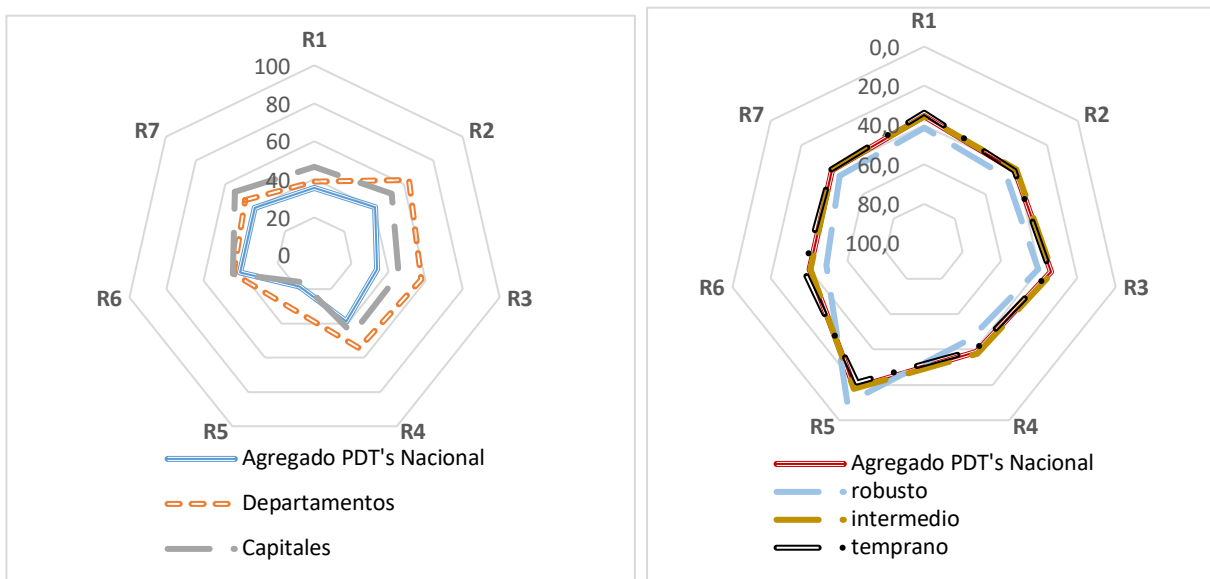 R1
100
80
60
40
20
0
R2
R3
R4
R5
R6
R7
Agregado PDT's Nacional
Departamentos
Capitales
R1
0,0
20,0
40,0
60,0
80,0
100,0
R2
R3
R4
R5
R6
R7
Agregado PDT's Nacional
robusto
intermedio
temprano